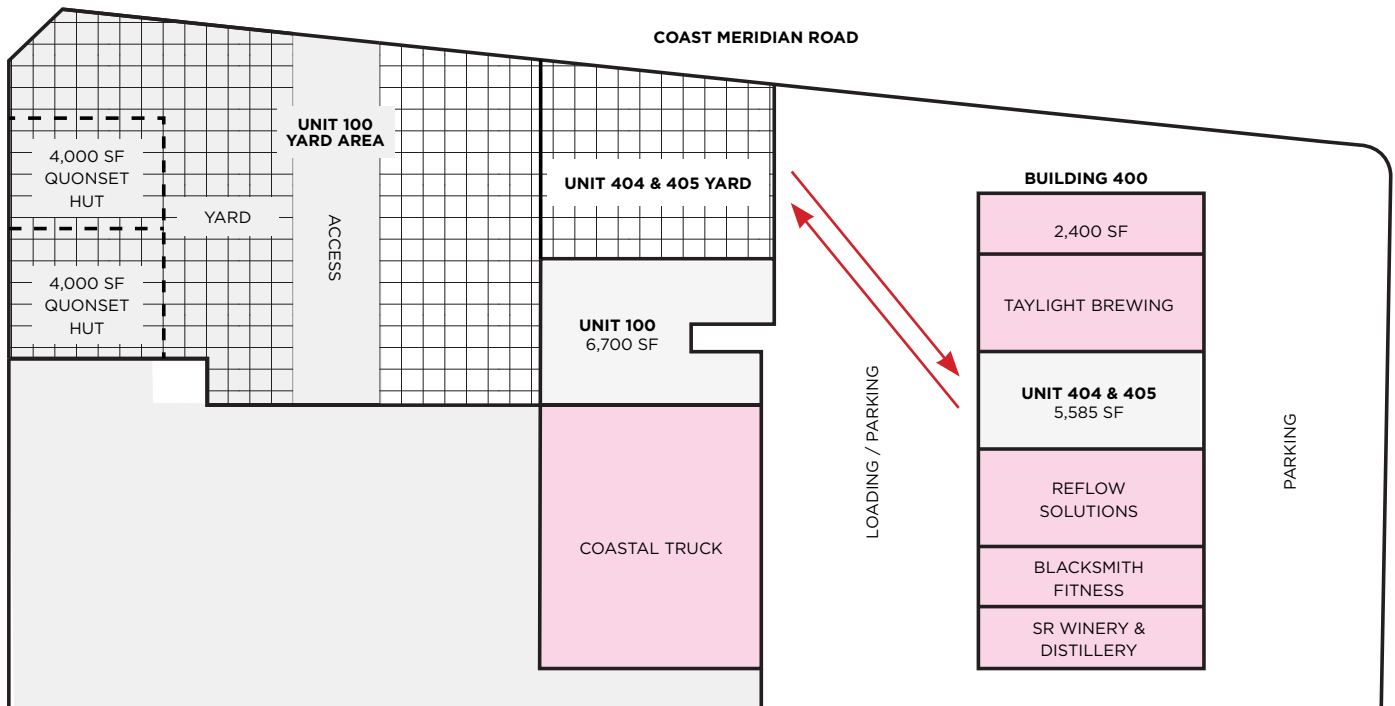 COAST MERIDIAN ROAD
UNIT 100
YARD AREA
4,000 SF
QUONSET
HUT
YARD
ACCESS
4,000 SF
QUONSET
HUT
UNIT 404 & 405 YARD
UNIT 100
6,700 SF
COASTAL TRUCK
LOADING / PARKING
BUILDING 400
2,400 SF
TAYLIGHT BREWING
UNIT 404 & 405
5,585 SF
REFLOW
SOLUTIONS
BLACKSMITH
FITNESS
SR WINERY &
DISTILLERY
PARKING